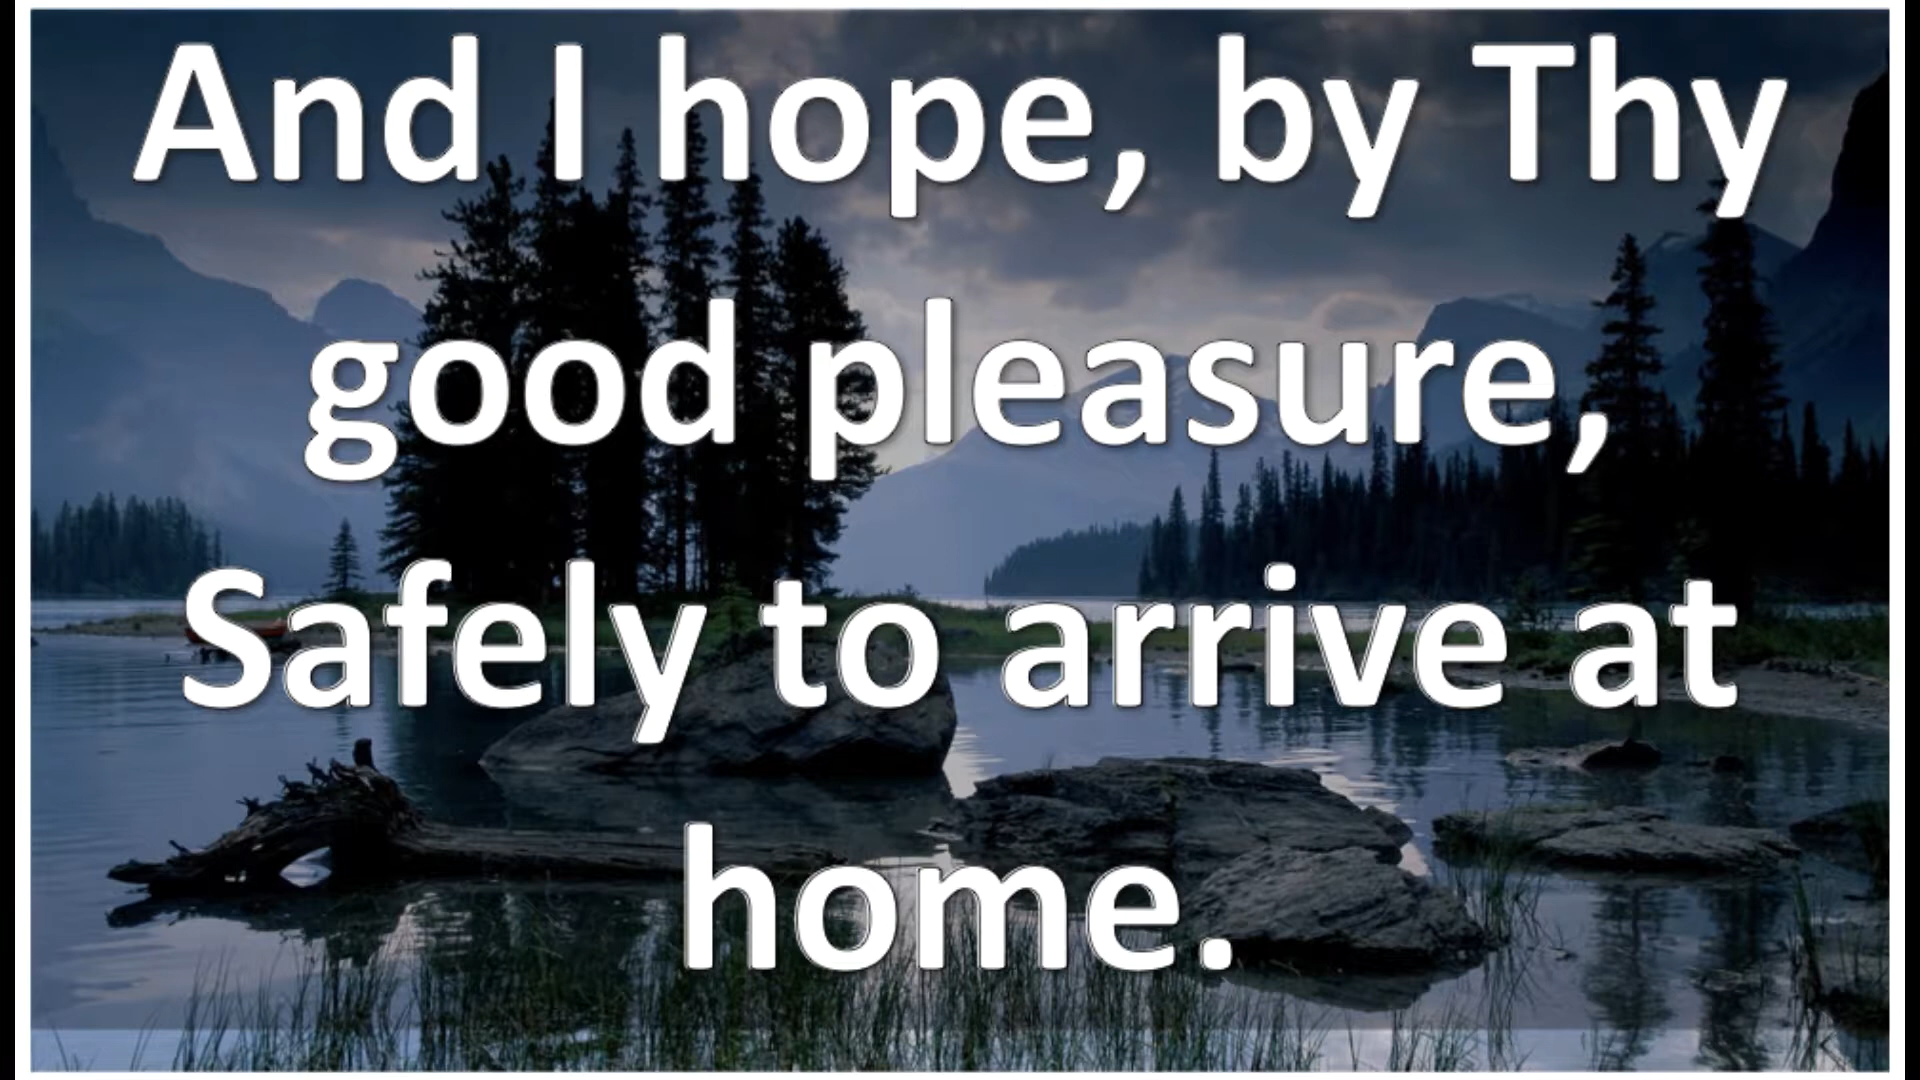 And I hope, by Thy
good pleasure,
Safely to arrive at
home.